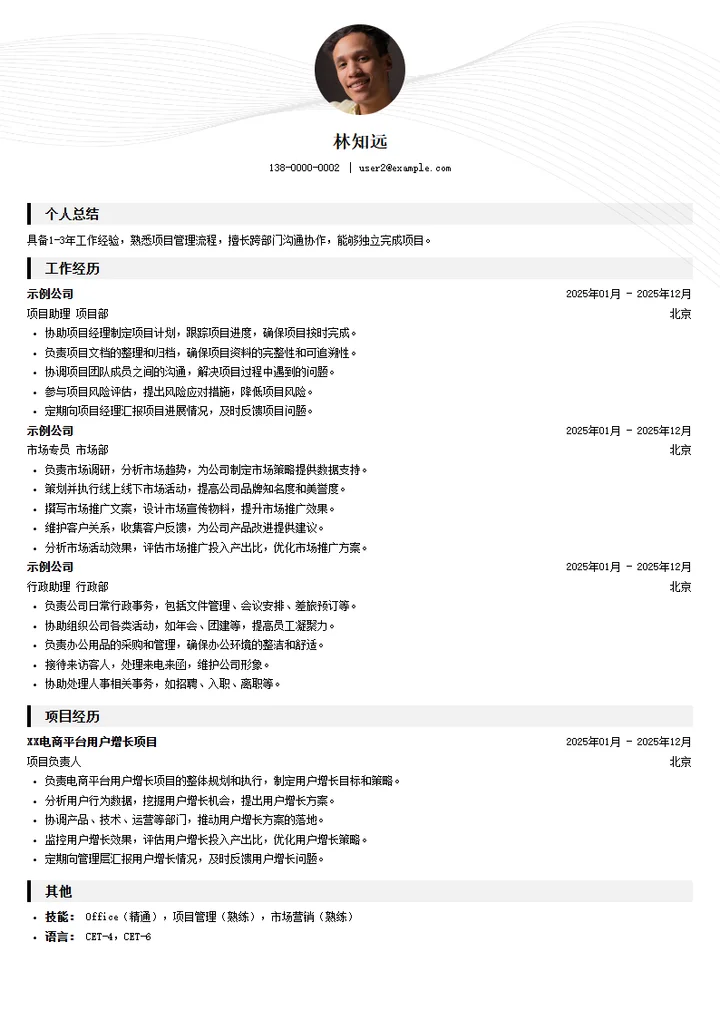 林知远
138-0000-0002 | user2@example.com
个人总结
具备1-3年工作经验，熟悉项目管理流程，擅长跨部门沟通协作，能够独立完成项目。
工作经历
示例公司 2025年01月 - 2025年12月
项目助理 项目部 北京
• 协助项目经理制定项目计划，跟踪项目进度，确保项目按时完成。
• 负责项目文档的整理和归档，确保项目资料的完整性和可追溯性。
• 协调项目团队成员之间的沟通，解决项目过程中遇到的问题。
• 参与项目风险评估，提出风险应对措施，降低项目风险。
• 定期向项目经理汇报项目进展情况，及时反馈项目问题。
示例公司 2025年01月 - 2025年12月
市场专员 市场部 北京
• 负责市场调研，分析市场趋势，为公司制定市场策略提供数据支持。
• 策划并执行线上线下市场活动，提高公司品牌知名度和美誉度。
• 撰写市场推广文案，设计市场宣传物料，提升市场推广效果。
• 维护客户关系，收集客户反馈，为公司产品改进提供建议。
• 分析市场活动效果，评估市场推广投入产出比，优化市场推广方案。
示例公司 2025年01月 - 2025年12月
行政助理 行政部 北京
• 负责公司日常行政事务，包括文件管理、会议安排、差旅预订等。
• 协助组织公司各类活动，如年会、团建等，提高员工凝聚力。
• 负责办公用品的采购和管理，确保办公环境的整洁和舒适。
• 接待来访客人，处理来电来函，维护公司形象。
• 协助处理人事相关事务，如招聘、入职、离职等。
项目经历
XX电商平台用户增长项目 2025年01月 - 2025年12月
项目负责人 北京
• 负责电商平台用户增长项目的整体规划和执行，制定用户增长目标和策略。
• 分析用户行为数据，挖掘用户增长机会，提出用户增长方案。
• 协调产品、技术、运营等部门，推动用户增长方案的落地。
• 监控用户增长效果，评估用户增长投入产出比，优化用户增长策略。
• 定期向管理层汇报用户增长情况，及时反馈用户增长问题。
其他
• 技能： Office（精通），项目管理（熟练），市场营销（熟练）
• 语言： CET-4，CET-6